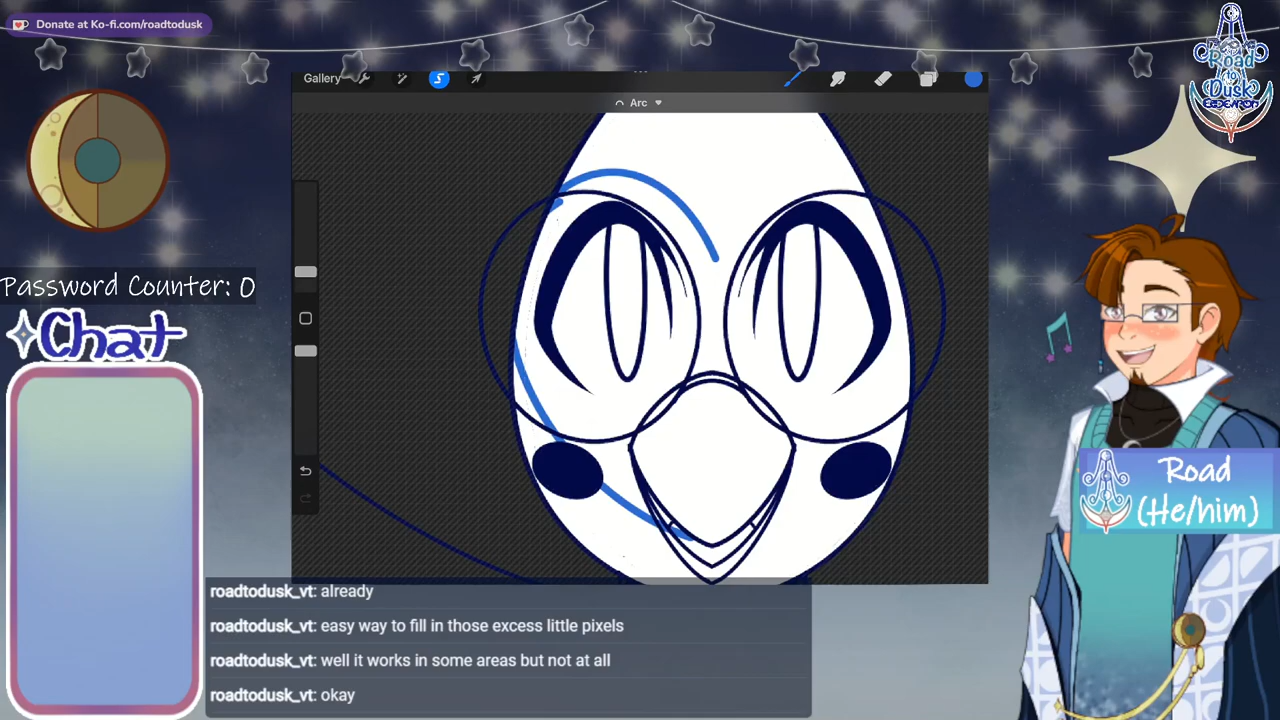 Donate at Ko-fi.com/roadtodusk
Road
to
Dusk
Gallery
Arc
Password Counter: 0
Chat
Road
(He/him)
roadtodusk_vt: already
roadtodusk_vt: easy way to fill in those excess little pixels
roadtodusk_vt: well it works in some areas but not at all
roadtodusk_vt: okay